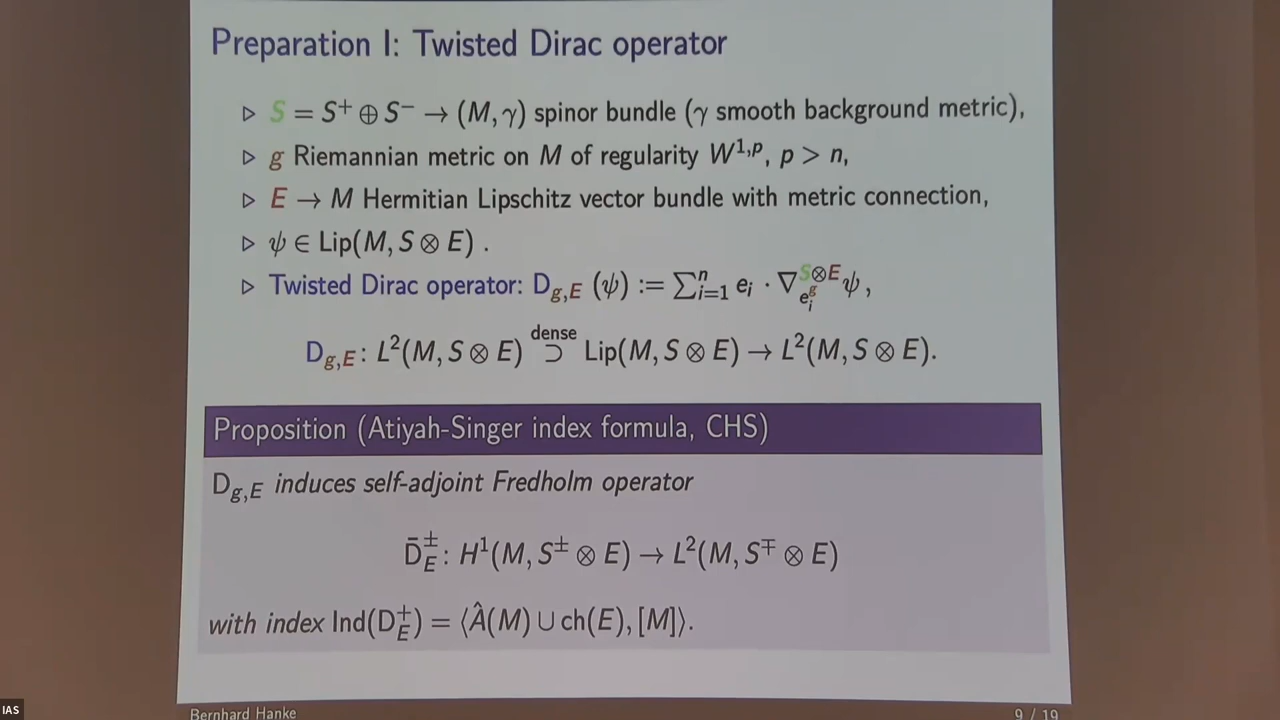 Preparation I: Twisted Dirac operator
▷ S = S⁺ ⊕ S⁻ → (M, γ) spinor bundle (γ smooth background metric),
▷ g Riemannian metric on M of regularity W^{1,p}, p > n,
▷ E → M Hermitian Lipschitz vector bundle with metric connection,
▷ ψ ∈ Lip(M, S ⊗ E) .
▷ Twisted Dirac operator: D_{g,E} (ψ) := ∑_{i=1}^{n} e_i · ∇_{e_i^g}^{S⊗E} ψ ,
D_{g,E} : L²(M, S ⊗ E) ⊃^{dense} Lip(M, S ⊗ E) → L²(M, S ⊗ E).
Proposition (Atiyah-Singer index formula, CHS)
D_{g,E} induces self-adjoint Fredholm operator
D̄_E^± : H¹(M, S^± ⊗ E) → L²(M, S^∓ ⊗ E)
with index Ind(D_E^+) = ⟨Â(M) ∪ ch(E), [M]⟩.
Bernhard Hanke 9 / 19
IAS